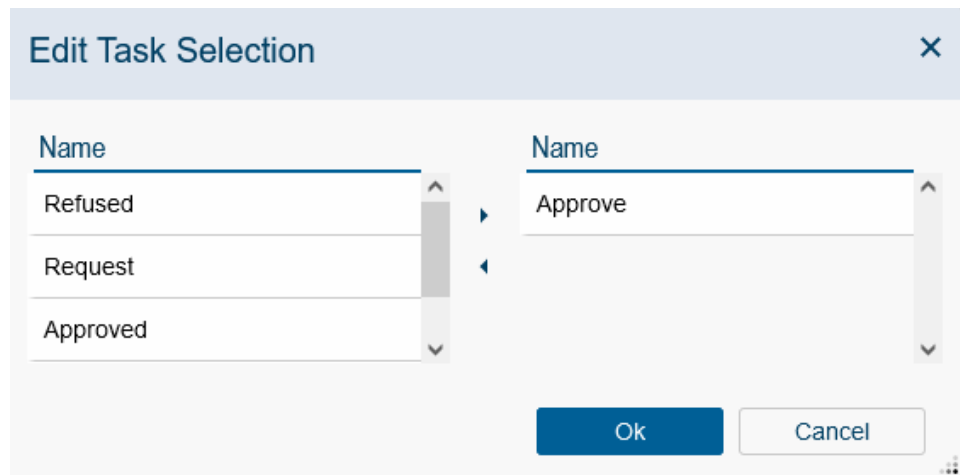 Edit Task Selection
Name
Name
Refused
Approve
Request
Approved
Ok
Cancel